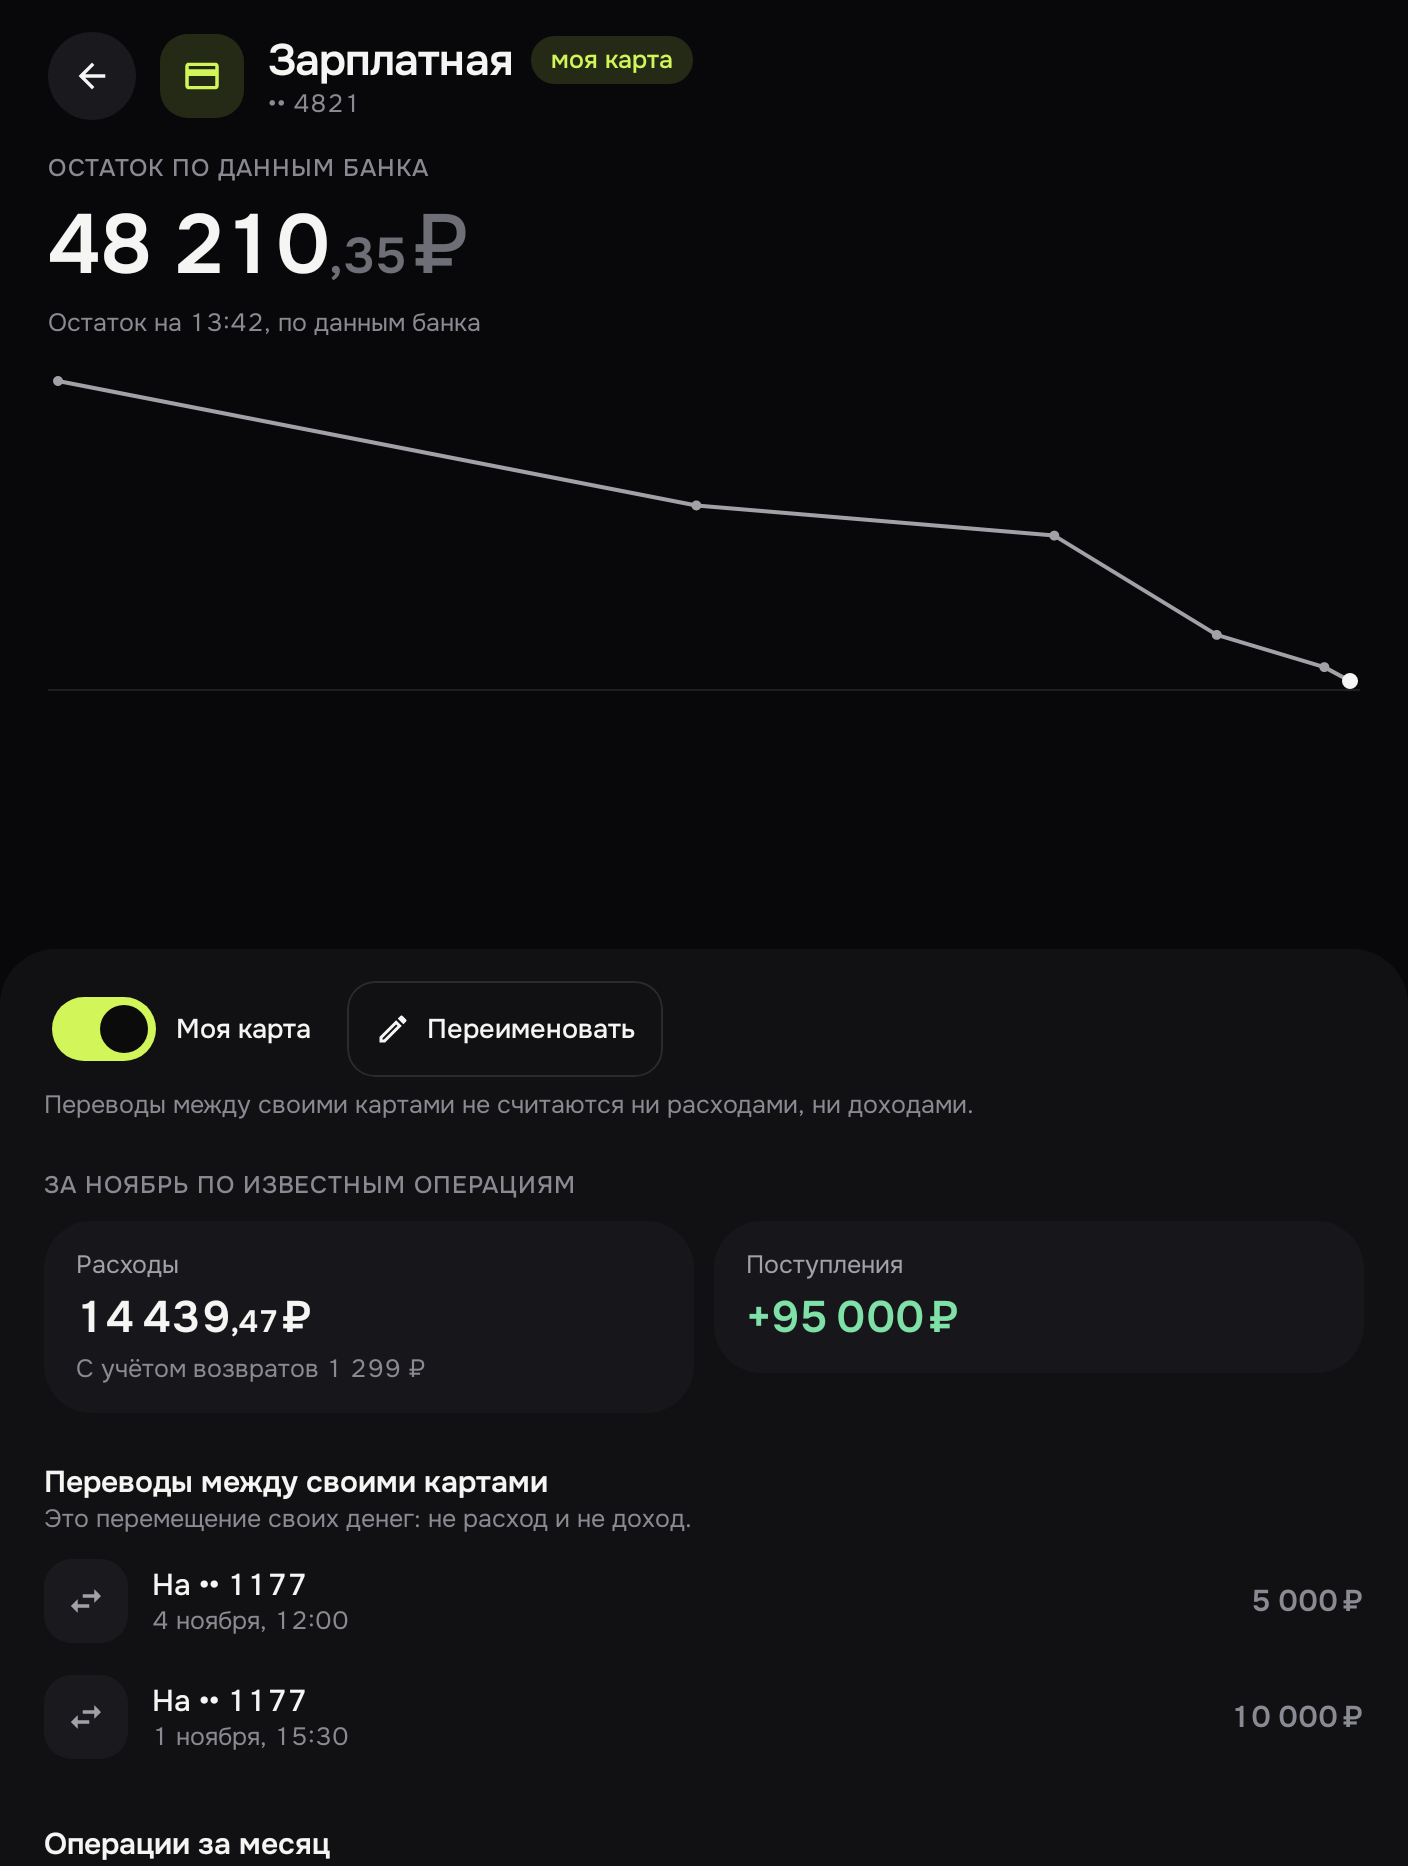 Зарплатная моя карта
•• 4821
ОСТАТОК ПО ДАННЫМ БАНКА
48 210,35 ₽
Остаток на 13:42, по данным банка
Моя карта Переименовать
Переводы между своими картами не считаются ни расходами, ни доходами.
ЗА НОЯБРЬ ПО ИЗВЕСТНЫМ ОПЕРАЦИЯМ
Расходы
14 439,47 ₽
С учётом возвратов 1 299 ₽
Поступления
+95 000 ₽
Переводы между своими картами
Это перемещение своих денег: не расход и не доход.
На •• 1177
4 ноября, 12:00
5 000 ₽
На •• 1177
1 ноября, 15:30
10 000 ₽
Операции за месяц